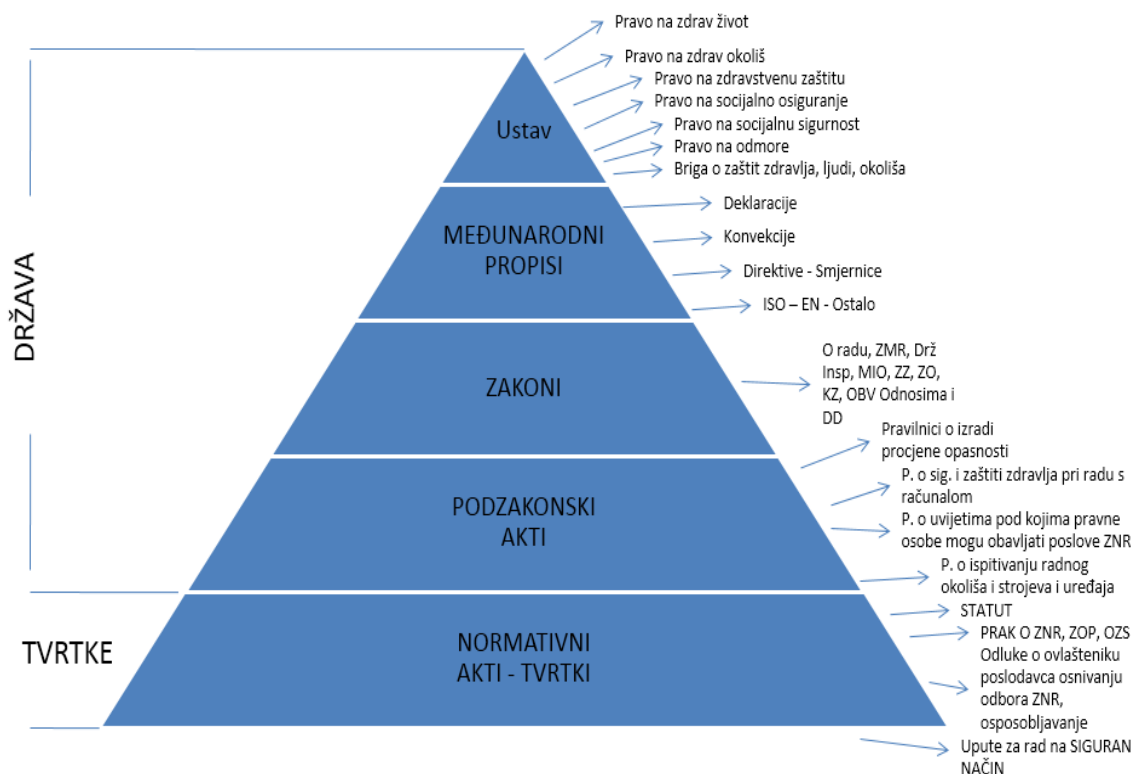 Pravo na zdrav život
Pravo na zdrav okoliš
Pravo na zdravstvenu zaštitu
Pravo na socijalno osiguranje
Pravo na socijalnu sigurnost
Pravo na odmore
Briga o zaštit zdravlja, ljudi, okoliša
Ustav
MEĐUNARODNI
PROPISI
Deklaracije
Konvekcije
Direktive - Smjernice
ISO – EN - Ostalo
DRŽAVA
ZAKONI
O radu, ZMR, Drž
Insp, MIO, ZZ, ZO,
KZ, OBV Odnosima i
DD
PODZAKONSKI
AKTI
Pravilnici o izradi
procjene opasnosti
P. o sig. i zaštiti zdravlja pri radu s
računalom
P. o uvijetima pod kojima pravne
osobe mogu obavljati poslove ZNR
P. o ispitivanju radnog
okoliša i strojeva i uređaja
TVRTKE
NORMATIVNI
AKTI - TVRTKI
STATUT
PRAK O ZNR, ZOP, OZS
Odluke o ovlašteniku
poslodavca osnivanju
odbora ZNR,
osposobljavanje
Upute za rad na SIGURAN
NAČIN